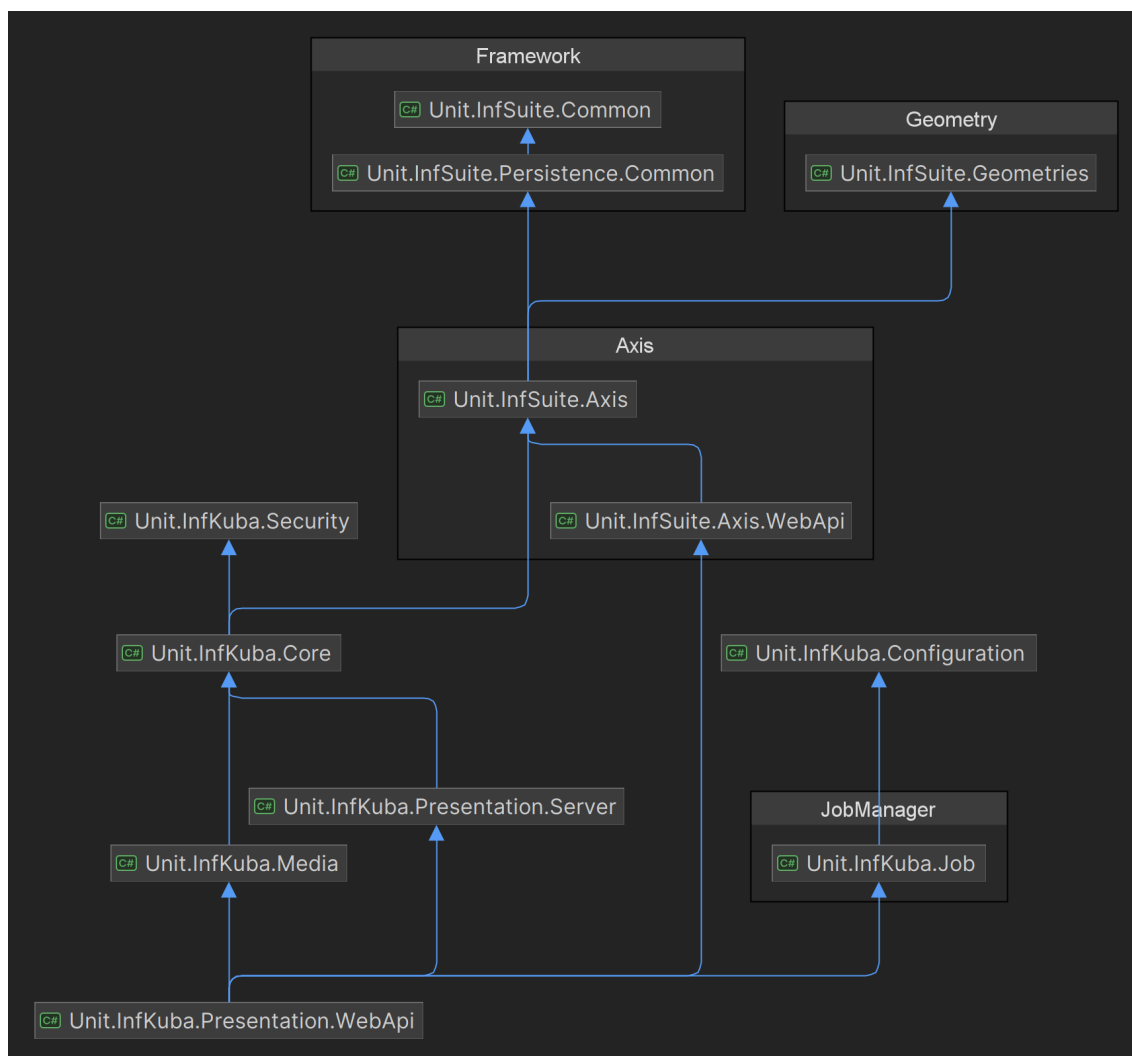 Framework
C# Unit.InfSuite.Common
Geometry
C# Unit.InfSuite.Persistence.Common
C# Unit.InfSuite.Geometries
Axis
C# Unit.InfSuite.Axis
C# Unit.InfKuba.Security
C# Unit.InfSuite.Axis.WebApi
C# Unit.InfKuba.Core
C# Unit.InfKuba.Configuration
C# Unit.InfKuba.Presentation.Server
JobManager
C# Unit.InfKuba.Media
C# Unit.InfKuba.Job
C# Unit.InfKuba.Presentation.WebApi